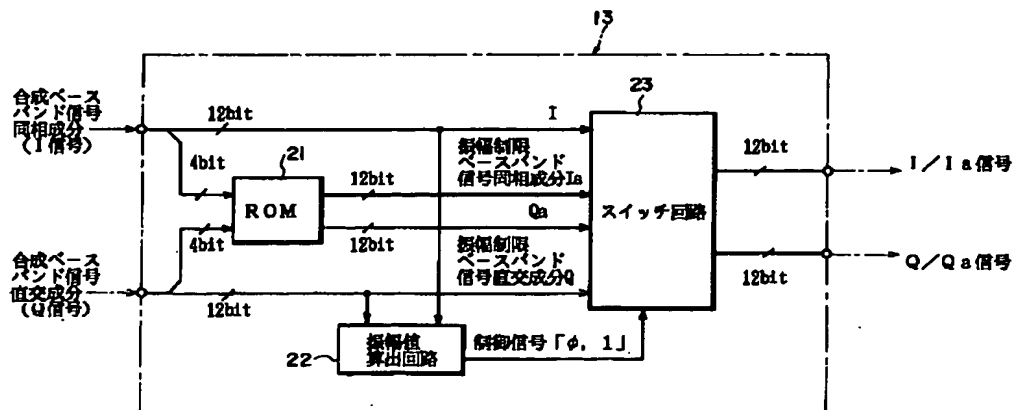 13
合成ベース
バンド信号
同相成分
（I信号）
12bit
I
23
4bit
21
ROM
12bit
振幅制限
ベースバンド
信号同相成分Ia
スイッチ回路
12bit
I／Ia信号
4bit
12bit
Qa
合成ベース
バンド信号
直交成分
（Q信号）
12bit
振幅制限
ベースバンド
信号直交成分Q
12bit
Q／Qa信号
22
振幅値
算出回路
制御信号「φ，1」